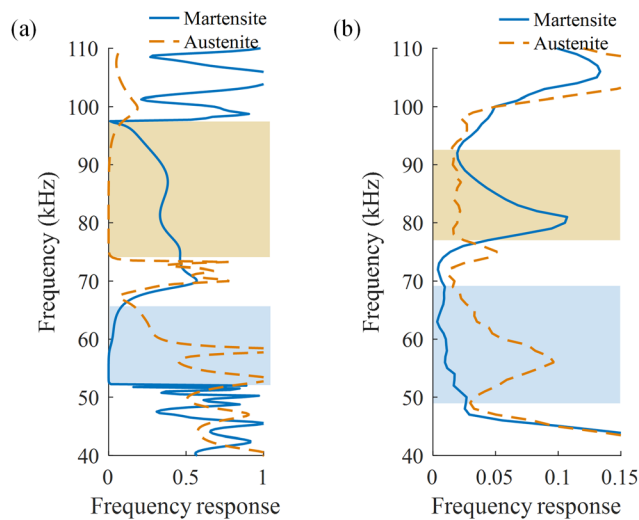 (a)
Martensite
Austenite
110
100
90
80
70
60
50
40
Frequency (kHz)
0
0.5
1
Frequency response
(b)
Martensite
Austenite
110
100
90
80
70
60
50
40
Frequency (kHz)
0
0.05
0.1
0.15
Frequency response